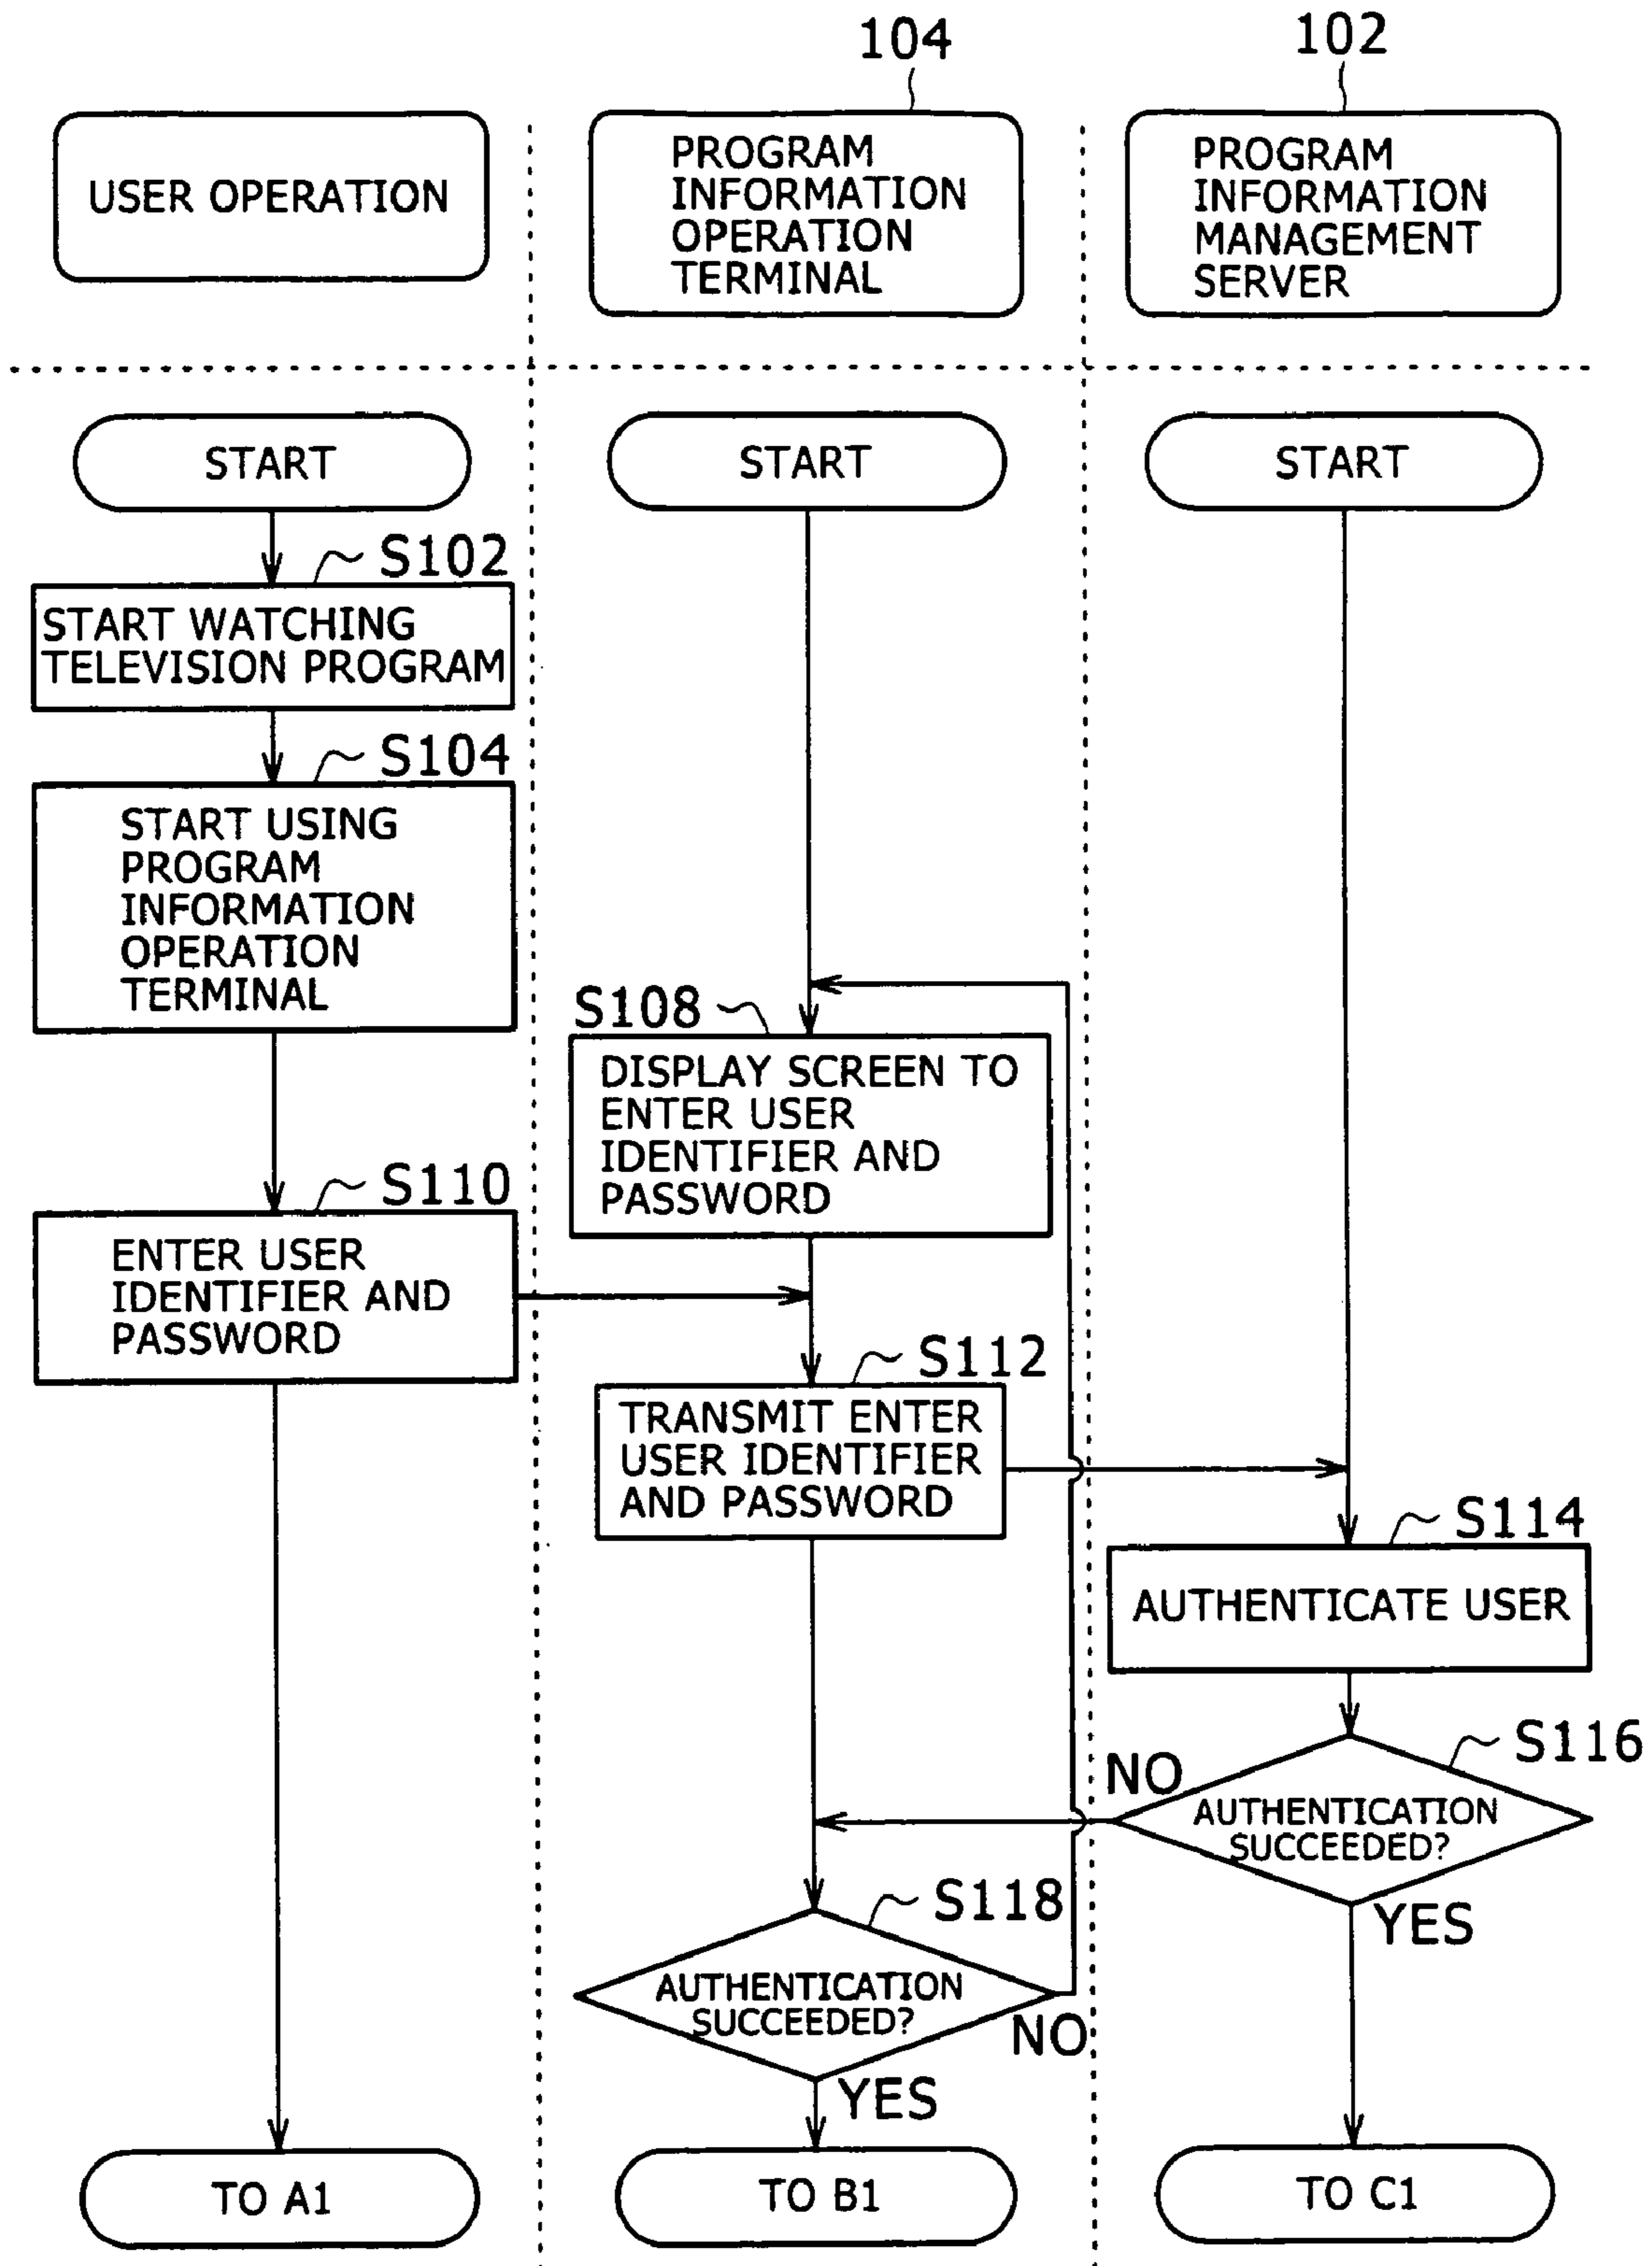 104
102
USER OPERATION
PROGRAM
INFORMATION
OPERATION
TERMINAL
PROGRAM
INFORMATION
MANAGEMENT
SERVER
START
START
START
S102
START WATCHING
TELEVISION PROGRAM
S104
START USING
PROGRAM
INFORMATION
OPERATION
TERMINAL
S108
DISPLAY SCREEN TO
ENTER USER
IDENTIFIER AND
PASSWORD
S110
ENTER USER
IDENTIFIER AND
PASSWORD
S112
TRANSMIT ENTER
USER IDENTIFIER
AND PASSWORD
S114
AUTHENTICATE USER
S116
NO
AUTHENTICATION
SUCCEEDED?
YES
S118
AUTHENTICATION
SUCCEEDED?
NO
YES
TO A1
TO B1
TO C1